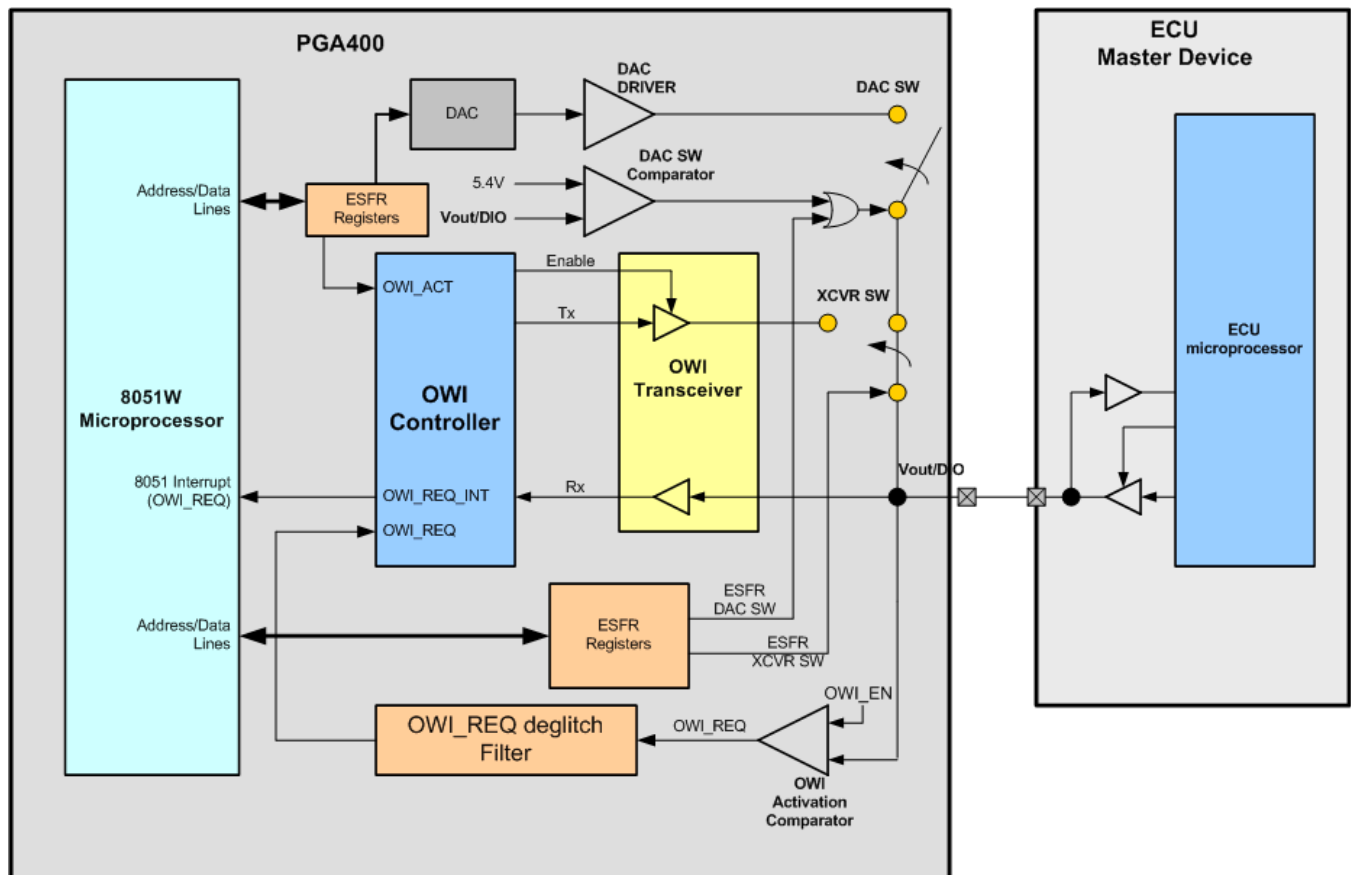 PGA400
ECU
Master Device
DAC
DRIVER
DAC SW
DAC
DAC SW
Comparator
5.4V
Vout/DIO
Address/Data
Lines
ESFR
Registers
Enable
OWI_ACT
XCVR SW
Tx
ECU
microprocessor
OWI
Transceiver
8051W
Microprocessor
OWI
Controller
Vout/DIO
8051 Interrupt
(OWI_REQ)
OWI_REQ_INT
Rx
OWI_REQ
Address/Data
Lines
ESFR
Registers
ESFR
DAC SW
ESFR
XCVR SW
OWI_EN
OWI_REQ deglitch
Filter
OWI_REQ
OWI
Activation
Comparator